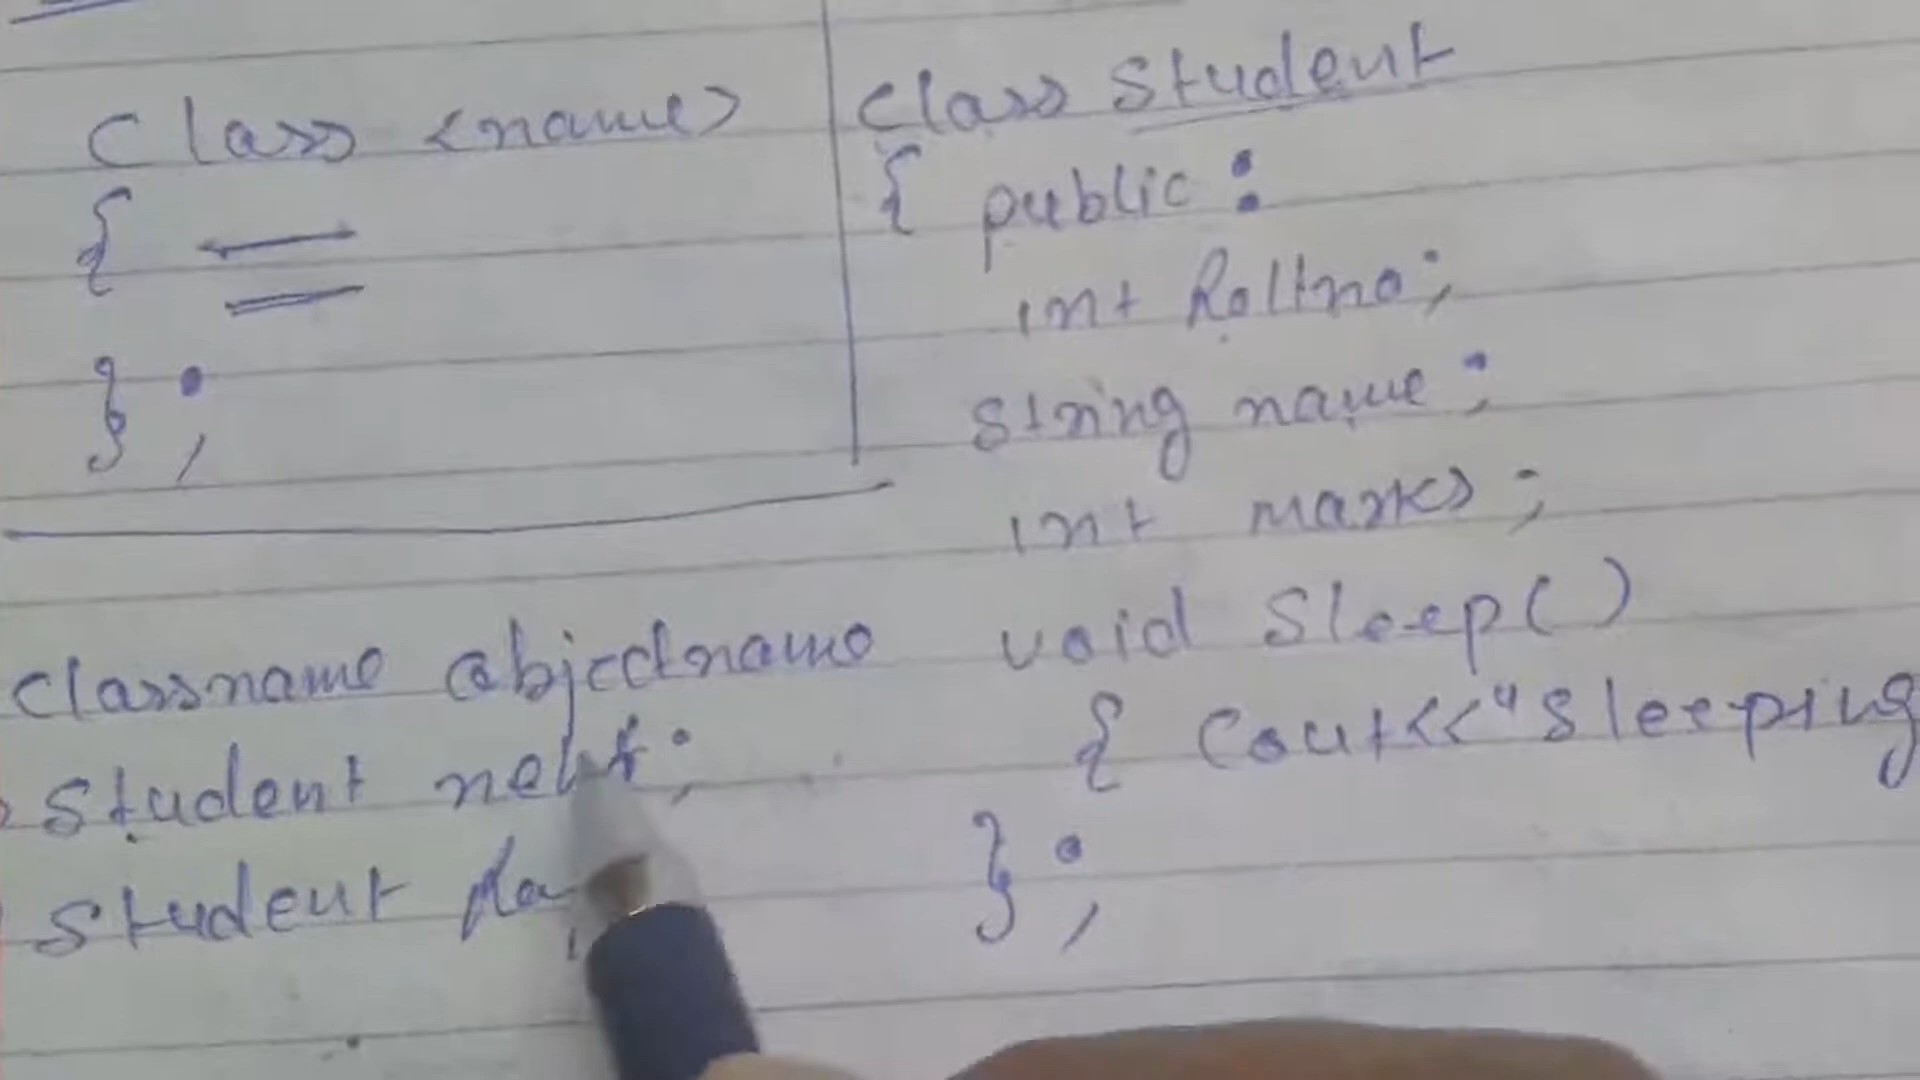 Class <name>
{
};
Classname objectname
Student
Student
Class Student
{ public :
int Rollno;
string name;
int marks;
void Sleep()
{ Cout<<"Sleeping
};